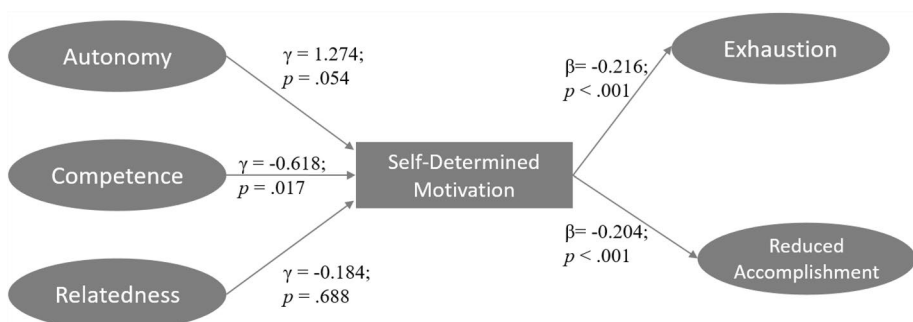 Autonomy
γ = 1.274;
p = .054
Exhaustion
β= -0.216;
p < .001
Competence
γ = -0.618;
p = .017
Self-Determined
Motivation
Relatedness
γ = -0.184;
p = .688
β= -0.204;
p < .001
Reduced
Accomplishment